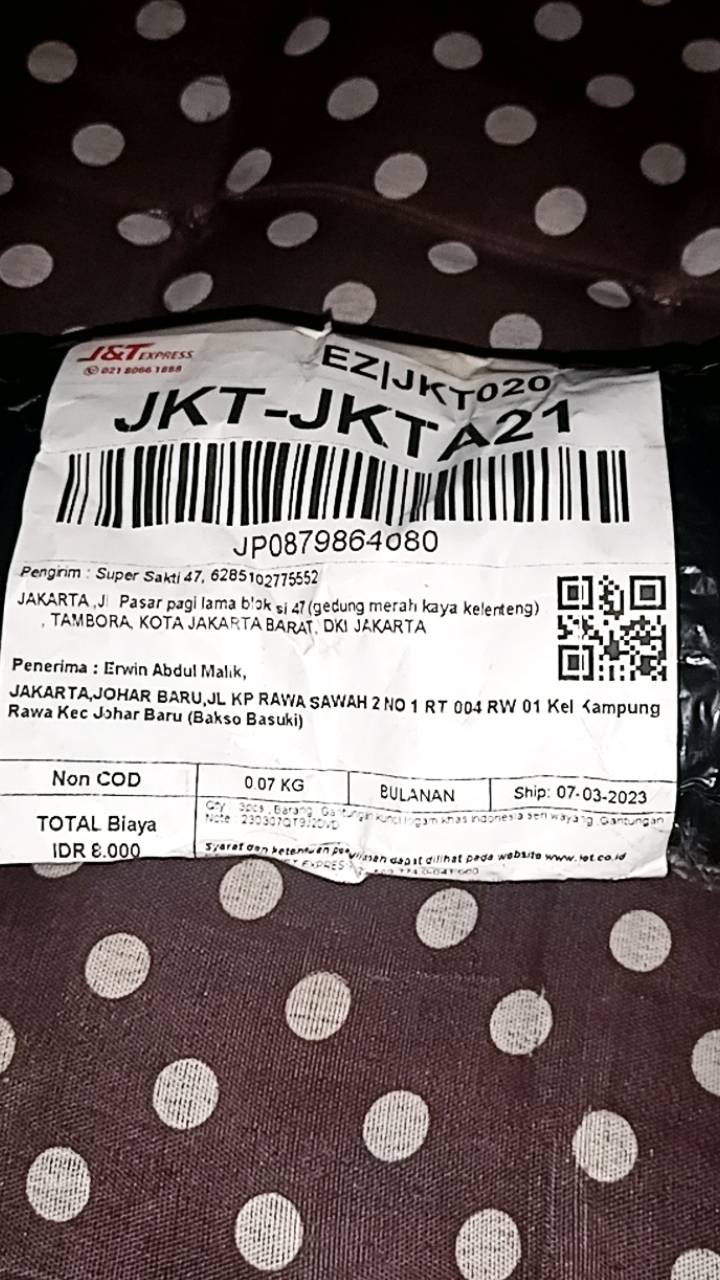 J&T EXPRESS
021 8066 1888
EZ|JKT020
JKT-JKTA21
JP0879864080
Pengirim : Super Sakti 47, 6285102775552
JAKARTA ,Jl Pasar pagi lama blok si 47 (gedung merah kaya kelenteng)
, TAMBORA, KOTA JAKARTA BARAT, DKI JAKARTA
Penerima : Erwin Abdul Malik,
JAKARTA,JOHAR BARU,JL KP RAWA SAWAH 2 NO 1 RT 004 RW 01 Kel Kampung
Rawa Kec Johar Baru (Bakso Basuki)
Non COD
0.07 KG
BULANAN
Ship: 07-03-2023
TOTAL Biaya
IDR 8.000
Qty : 3pcs , Barang, Gantungan kunci logam khas indonesia seri wayang, Gantungan
Note :
Syarat dan ketentuan pengiriman dapat dilihat pada website www.jet.co.id